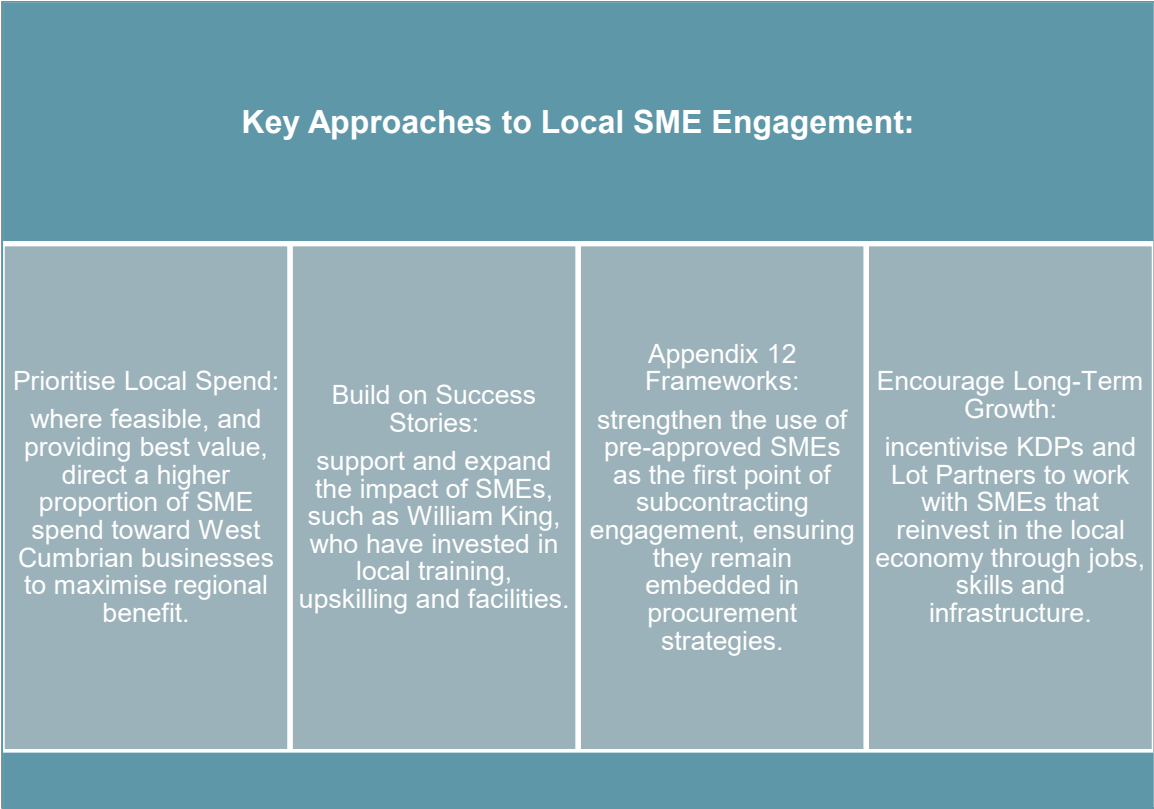 Key Approaches to Local SME Engagement:
Prioritise Local Spend:
where feasible, and
providing best value,
direct a higher
proportion of SME
spend toward West
Cumbrian businesses
to maximise regional
benefit.
Build on Success
Stories:
support and expand
the impact of SMEs,
such as William King,
who have invested in
local training,
upskilling and facilities.
Appendix 12
Frameworks:
strengthen the use of
pre-approved SMEs
as the first point of
subcontracting
engagement, ensuring
they remain
embedded in
procurement
strategies.
Encourage Long-Term
Growth:
incentivise KDPs and
Lot Partners to work
with SMEs that
reinvest in the local
economy through jobs,
skills and
infrastructure.